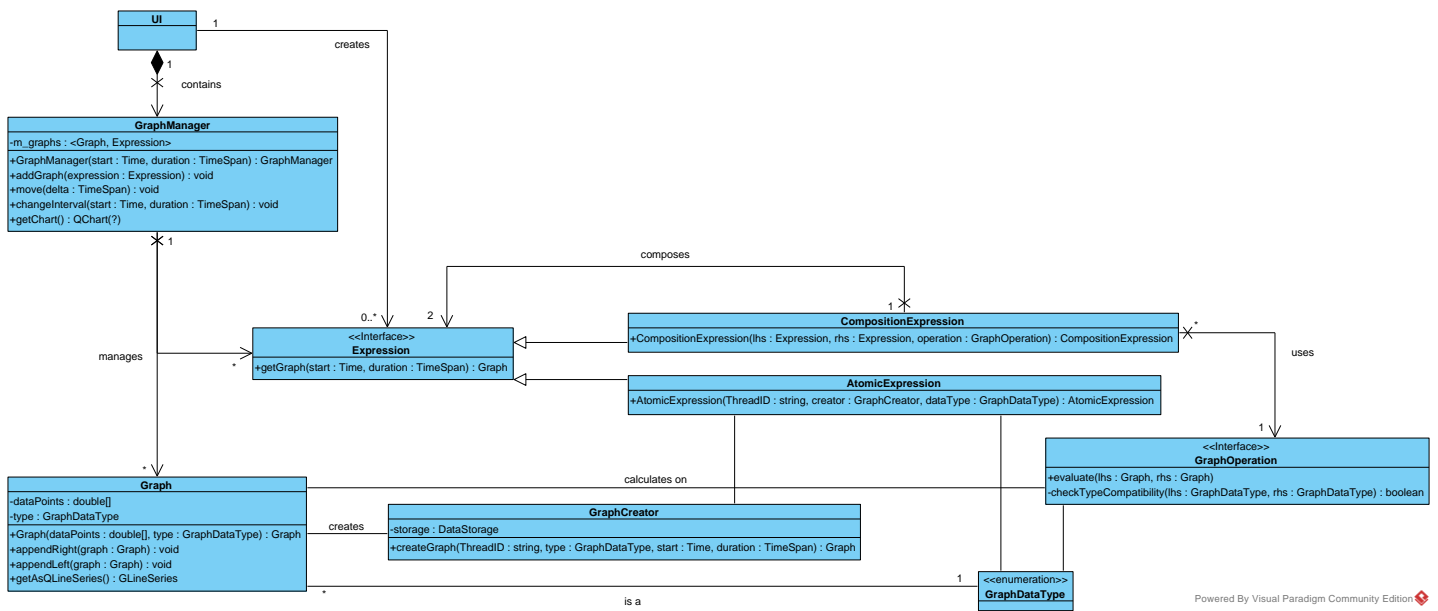 UI
1
creates
1
contains
GraphManager
-m_graphs : <Graph, Expression>
+GraphManager(start : Time, duration : TimeSpan) : GraphManager
+addGraph(expression : Expression) : void
+move(delta : TimeSpan) : void
+changeInterval(start : Time, duration : TimeSpan) : void
+getChart() : QChart(?)
1
composes
0..*
2
1
<<Interface>>
Expression
+getGraph(start : Time, duration : TimeSpan) : Graph
CompositionExpression
+CompositionExpression(lhs : Expression, rhs : Expression, operation : GraphOperation) : CompositionExpression
*
uses
manages
*
AtomicExpression
+AtomicExpression(ThreadID : string, creator : GraphCreator, dataType : GraphDataType) : AtomicExpression
1
<<Interface>>
GraphOperation
+evaluate(lhs : Graph, rhs : Graph)
-checkTypeCompatibility(lhs : GraphDataType, rhs : GraphDataType) : boolean
*
calculates on
Graph
-dataPoints : double[]
-type : GraphDataType
+Graph(dataPoints : double[], type : GraphDataType) : Graph
+appendRight(graph : Graph) : void
+appendLeft(graph : Graph) : void
+getAsQLineSeries() : GLineSeries
creates
GraphCreator
-storage : DataStorage
+createGraph(ThreadID : string, type : GraphDataType, start : Time, duration : TimeSpan) : Graph
*
is a
1
<<enumeration>>
GraphDataType
Powered By Visual Paradigm Community Edition